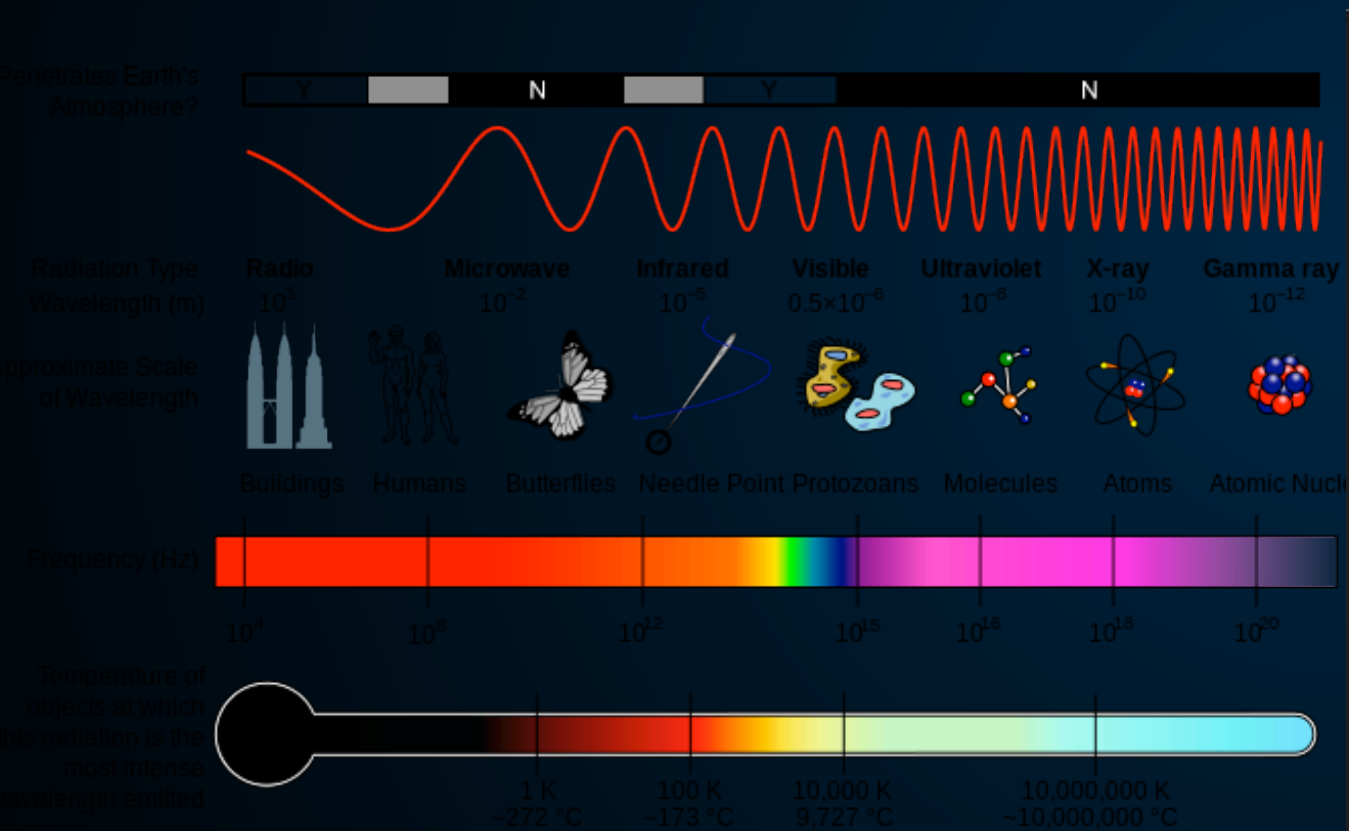 Penetrates Earth's
Atmosphere?
Y N Y N
Radiation Type Radio Microwave Infrared Visible Ultraviolet X-ray Gamma ray
Wavelength (m) 10³ 10⁻² 10⁻⁵ 0.5×10⁻⁶ 10⁻⁸ 10⁻¹⁰ 10⁻¹²
pproximate Scale
of Wavelength
Buildings Humans Butterflies Needle Point Protozoans Molecules Atoms Atomic Nucl
Frequency (Hz)
10⁴ 10⁸ 10¹² 10¹⁵ 10¹⁶ 10¹⁸ 10²⁰
Temperature of
objects at which
this radiation is the
most intense
wavelength emitted
1 K 100 K 10,000 K 10,000,000 K
−272 °C −173 °C 9,727 °C ~10,000,000 °C